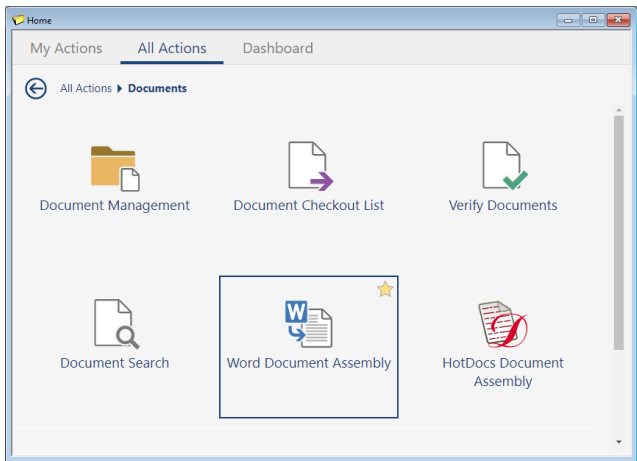 Home
My Actions All Actions Dashboard
All Actions Documents
Document Management Document Checkout List Verify Documents
W
Document Search Word Document Assembly HotDocs Document
Assembly